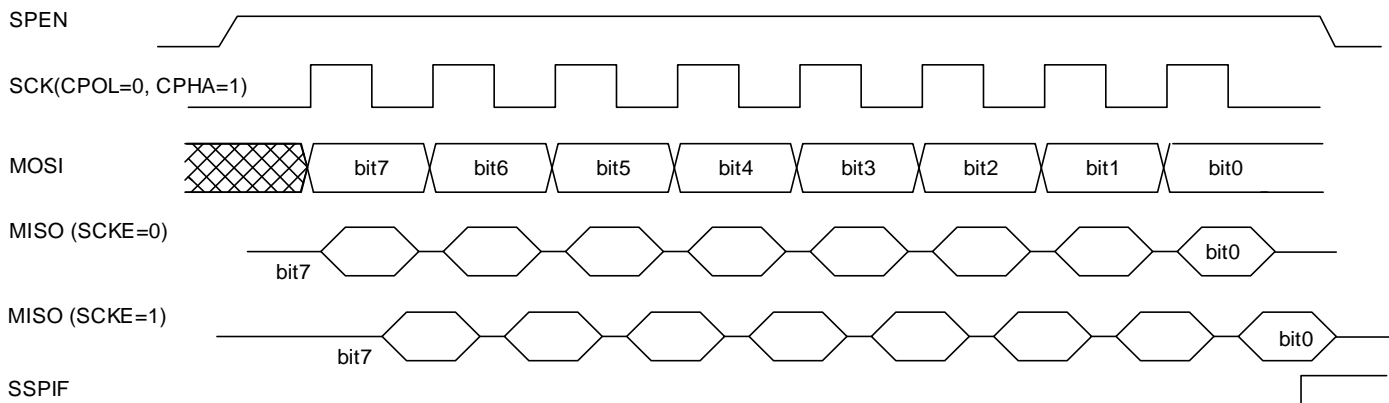 SPEN
SCK(CPOL=0, CPHA=1)
MOSI
bit7 bit6 bit5 bit4 bit3 bit2 bit1 bit0
MISO (SCKE=0)
bit7 bit0
MISO (SCKE=1)
bit7 bit0
SSPIF